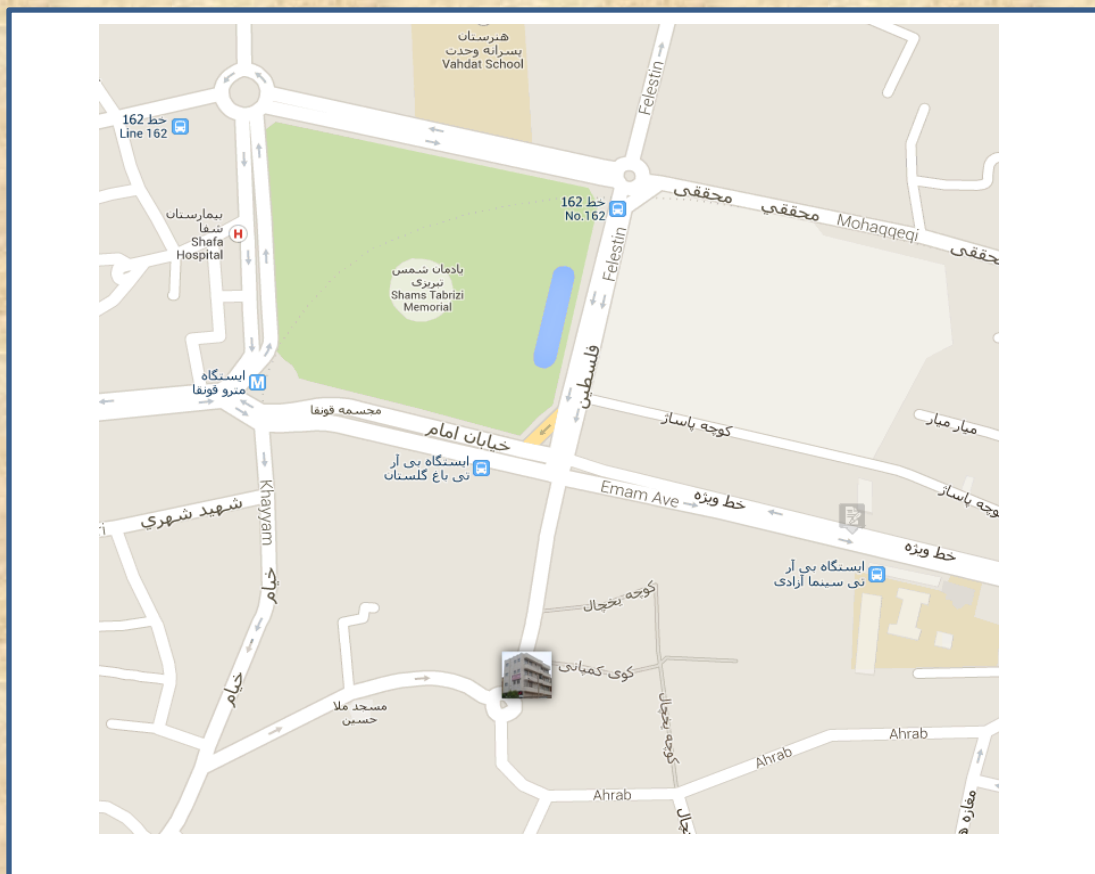 هنرستان
پسرانه وحدت
Vahdat School
Felestin
خط 162
Line 162
خط 162
No.162
محققی
محققي
محققی
Mohaqqeqi
محققی
بیمارستان
شفا
Shafa
Hospital
Felestin
یادمان شمس
تبریزی
Shams Tabrizi
Memorial
فلسطین
ایستگاه
مترو قونقا
مجسمه قونقا
خیابان امام
کوچه پاساژ
میار میار
ایستگاه بی آر
تی باغ گلستان
Emam Ave
خط ویژه
کوچه پاساژ
Khayyam
شهید شهري
خط ویژه
ایستگاه بی آر
تی سینما آزادی
خیام
کوچه یخچال
کوی کمپانی
خیام
مسجد ملا
حسین
کوچه یخچال
Ahrab
Ahrab
Ahrab
مغازه